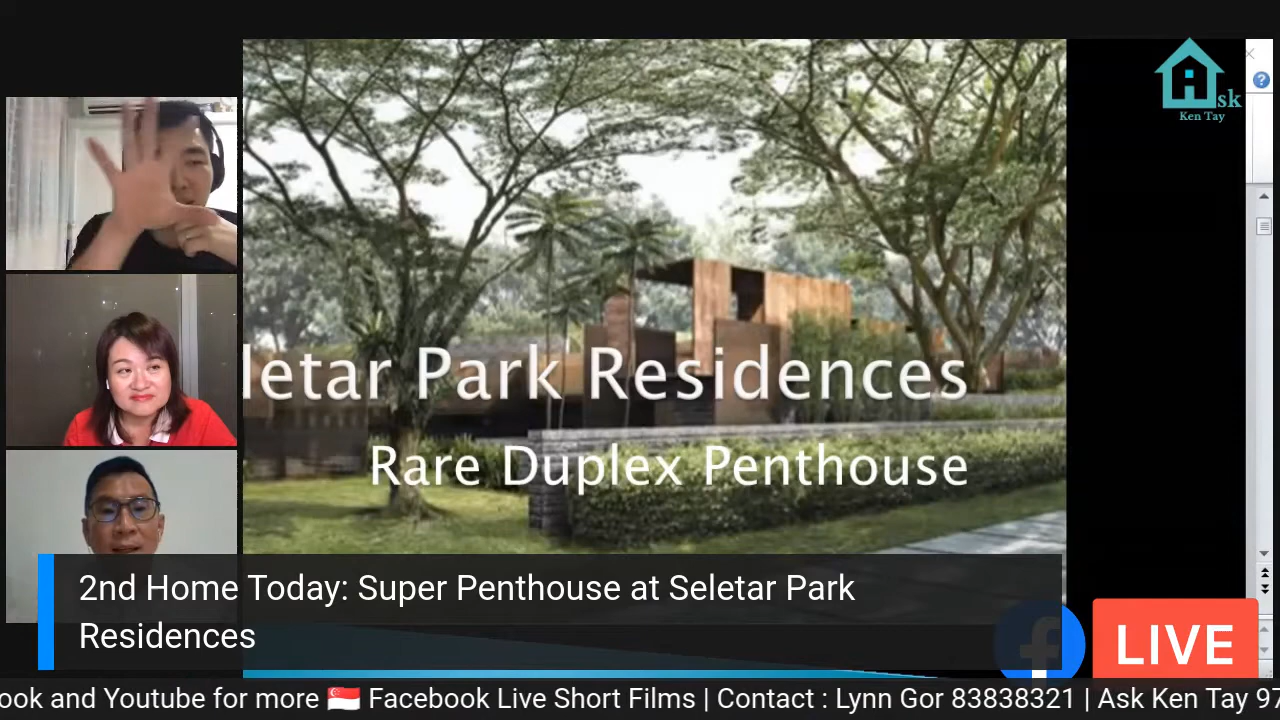 sk
Ken Tay
letar Park Residences
Rare Duplex Penthouse
2nd Home Today: Super Penthouse at Seletar Park
Residences
LIVE
ook and Youtube for more 🇸🇬 Facebook Live Short Films | Contact : Lynn Gor 83838321 | Ask Ken Tay 97